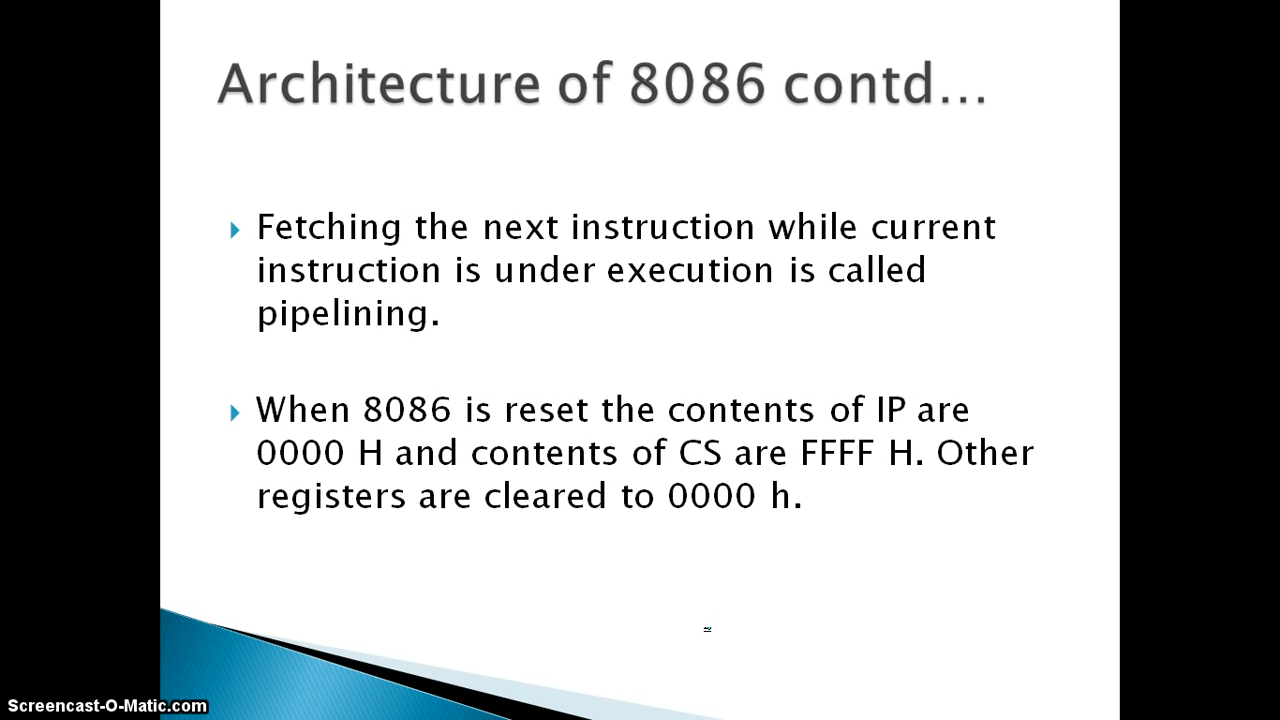 Architecture of 8086 contd...
Fetching the next instruction while current
instruction is under execution is called
pipelining.
When 8086 is reset the contents of IP are
0000 H and contents of CS are FFFF H. Other
registers are cleared to 0000 h.
Screencast-O-Matic.com